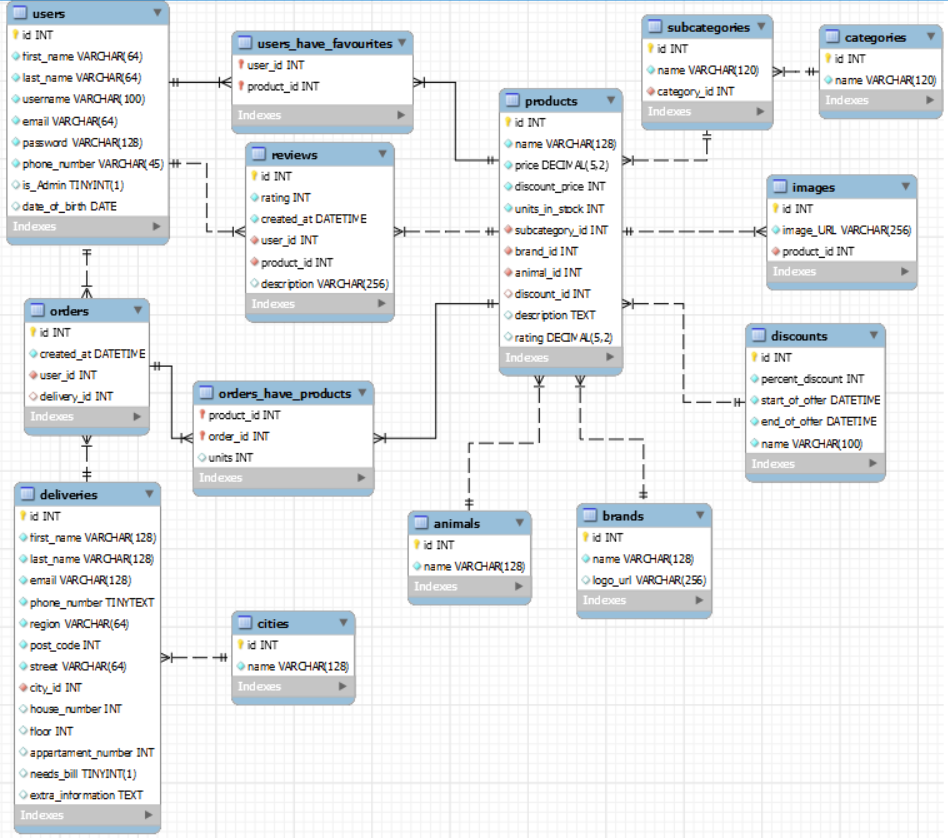 users
id INT
first_name VARCHAR(64)
last_name VARCHAR(64)
username VARCHAR(100)
email VARCHAR(64)
password VARCHAR(128)
phone_number VARCHAR(45)
is_Admin TINYINT(1)
date_of_birth DATE
Indexes
users_have_favourites
user_id INT
product_id INT
Indexes
reviews
id INT
rating INT
created_at DATETIME
user_id INT
product_id INT
description VARCHAR(256)
Indexes
products
id INT
name VARCHAR(128)
price DECIMAL(5,2)
discount_price INT
units_in_stock INT
subcategory_id INT
brand_id INT
animal_id INT
discount_id INT
description TEXT
rating DECIMAL(5,2)
Indexes
subcategories
id INT
name VARCHAR(120)
category_id INT
Indexes
categories
id INT
name VARCHAR(120)
Indexes
images
id INT
image_URL VARCHAR(256)
product_id INT
Indexes
discounts
id INT
percent_discount INT
start_of_offer DATETIME
end_of_offer DATETIME
name VARCHAR(100)
Indexes
orders
id INT
created_at DATETIME
user_id INT
delivery_id INT
Indexes
orders_have_products
product_id INT
order_id INT
units INT
Indexes
deliveries
id INT
first_name VARCHAR(128)
last_name VARCHAR(128)
email VARCHAR(128)
phone_number TINYTEXT
region VARCHAR(64)
post_code INT
street VARCHAR(64)
city_id INT
house_number INT
floor INT
appartament_number INT
needs_bill TINYINT(1)
extra_information TEXT
Indexes
cities
id INT
name VARCHAR(128)
Indexes
animals
id INT
name VARCHAR(128)
Indexes
brands
id INT
name VARCHAR(128)
logo_url VARCHAR(256)
Indexes